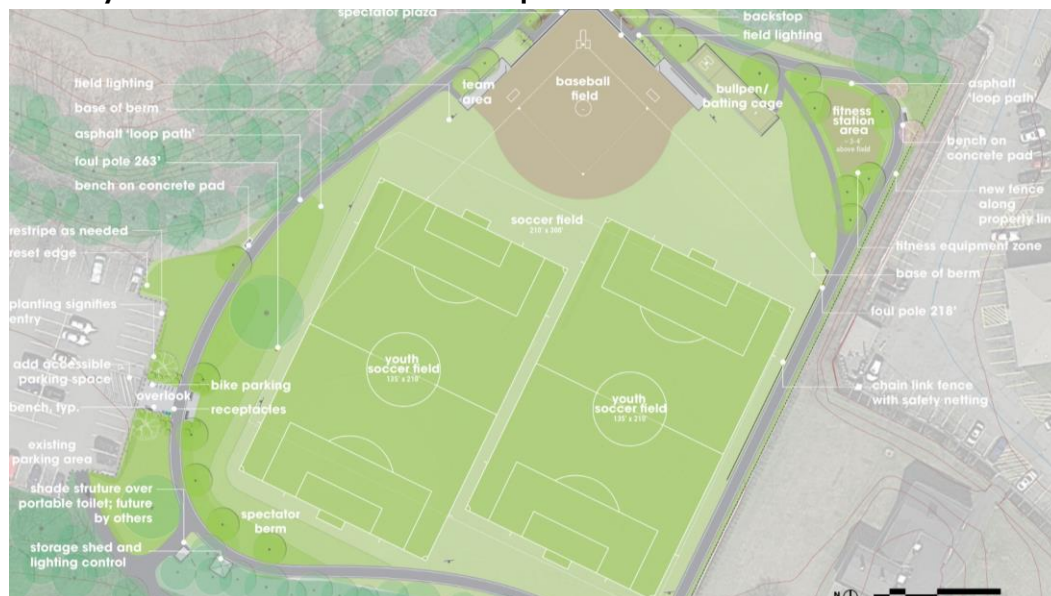 spectator plaza
backstop
field lighting
field lighting
team
area
baseball
field
bullpen/
batting cage
asphalt
'loop path'
base of berm
fitness
station
area
~3-4'
above field
asphalt 'loop path'
bench on
concrete pad
foul pole 263'
bench on concrete pad
new fence
along
property lin
restripe as needed
soccer field
210' x 300'
reset edge
fitness equipment zone
base of berm
planting signifies
entry
foul pole 218'
add accessible
parking space
youth
soccer field
135' x 210'
bike parking
overlook
chain link fence
with safety netting
bench, typ.
receptacles
youth
soccer field
135' x 210'
existing
parking area
shade struture over
portable toilet; future
by others
spectator
berm
storage shed and
lighting control
N